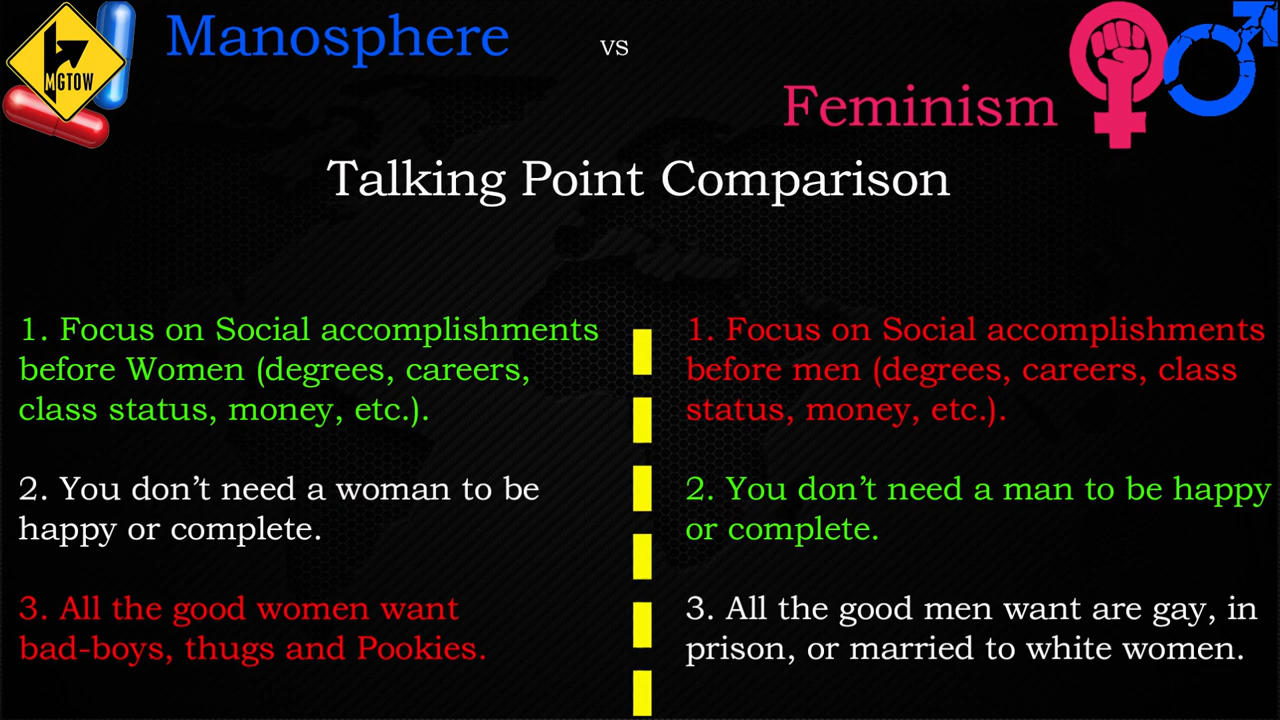 MGTOW
Manosphere
vs
Feminism
Talking Point Comparison
1. Focus on Social accomplishments
before Women (degrees, careers,
class status, money, etc.).
2. You don’t need a woman to be
happy or complete.
3. All the good women want
bad-boys, thugs and Pookies.
1. Focus on Social accomplishments
before men (degrees, careers, class
status, money, etc.).
2. You don’t need a man to be happy
or complete.
3. All the good men want are gay, in
prison, or married to white women.